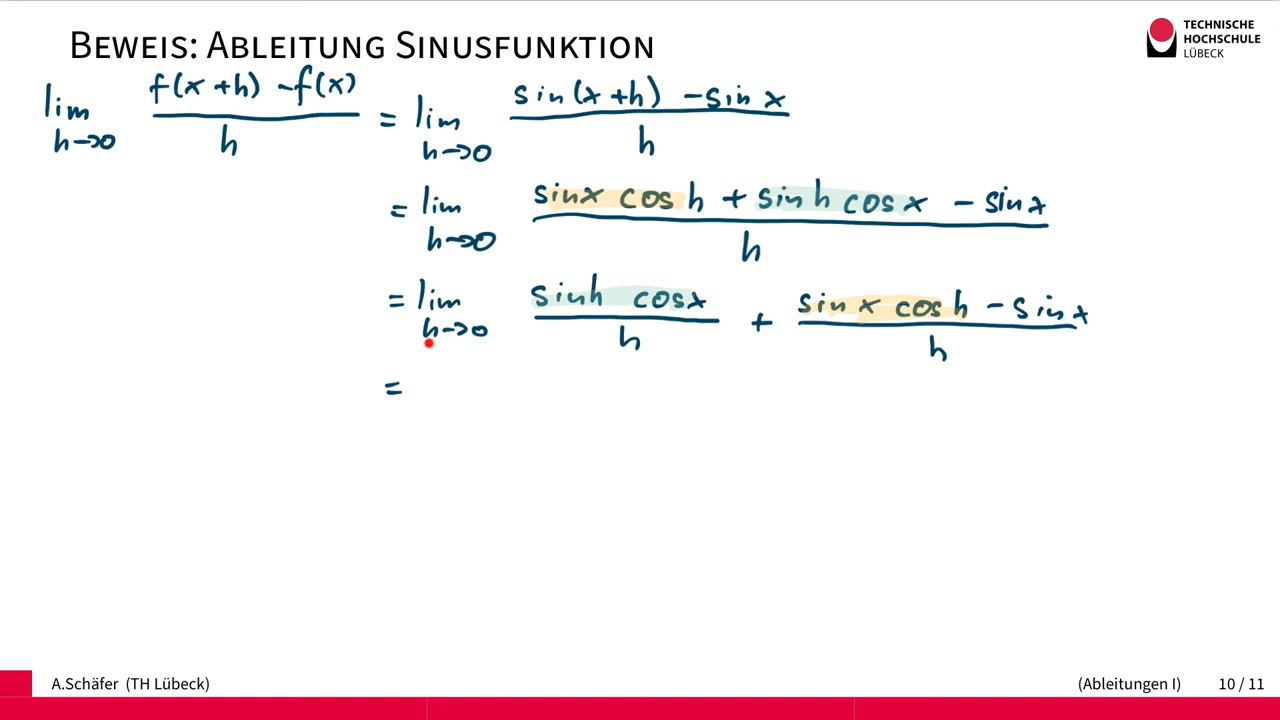 BEWEIS: ABLEITUNG SINUSFUNKTION
TECHNISCHE
HOCHSCHULE
LÜBECK
lim h→0 (f(x+h) - f(x)) / h = lim h→0 (sin(x+h) - sin x) / h
= lim h→0 (sin x cos h + sin h cos x - sin x) / h
= lim h→0 (sin h cos x) / h + (sin x cos h - sin x) / h
=
A.Schäfer (TH Lübeck) (Ableitungen I) 10 / 11